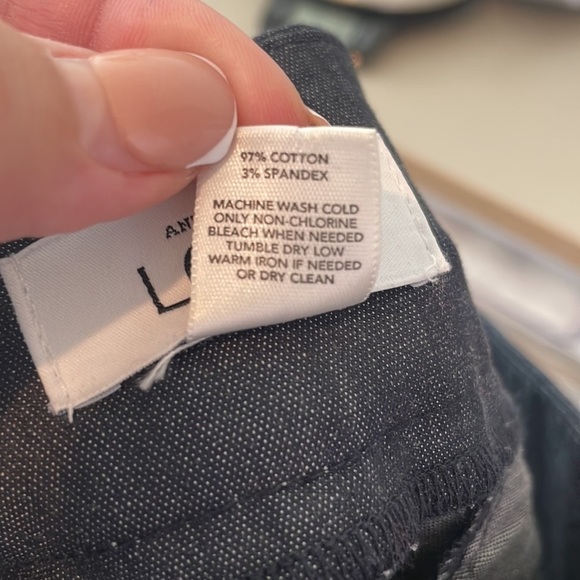 97% COTTON
3% SPANDEX
MACHINE WASH COLD
ONLY NON-CHLORINE
BLEACH WHEN NEEDED
TUMBLE DRY LOW
WARM IRON IF NEEDED
OR DRY CLEAN